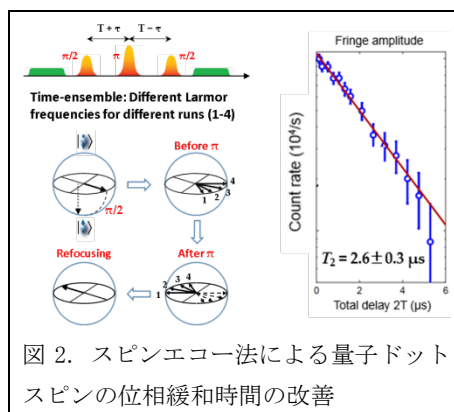 T + τ
T − τ
π/2
π
π/2
Time-ensemble: Different Larmor
frequencies for different runs (1-4)
Before π
π/2
4
3
2
1
Refocusing
After π
4
3
2
1
Fringe amplitude
Count rate (10⁴/s)
T₂ = 2.6 ± 0.3 μs
0
2
4
6
Total delay 2T (μs)
図 2. スピンエコー法による量子ドット
スピンの位相緩和時間の改善